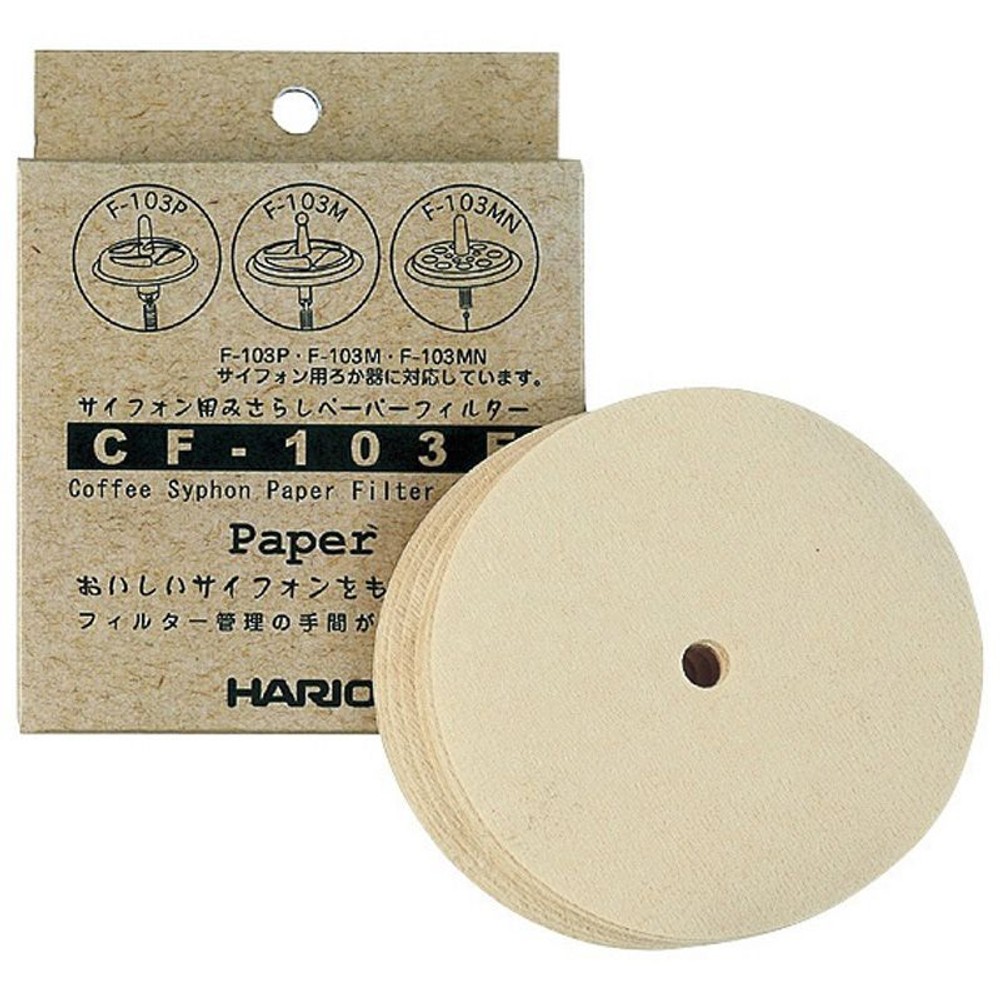 F-103P
F-103M
F-103MN
F-103P・F-103M・F-103MN
サイフォン用ろか器に対応しています。
サイフォン用みさらしペーパーフィルター
CF-103E
Coffee Syphon Paper Filter
Paper
おいしいサイフォンをも
フィルター管理の手間が
HARIO